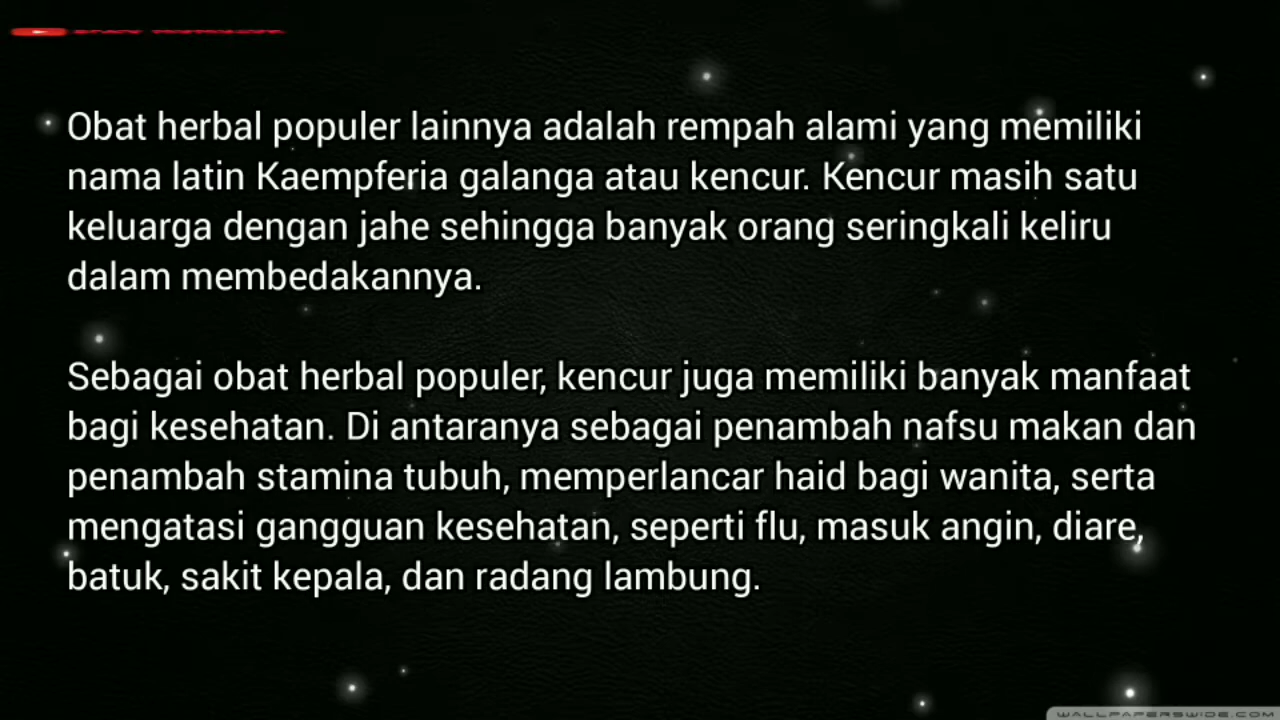 Obat herbal populer lainnya adalah rempah alami yang memiliki
nama latin Kaempferia galanga atau kencur. Kencur masih satu
keluarga dengan jahe sehingga banyak orang seringkali keliru
dalam membedakannya.
Sebagai obat herbal populer, kencur juga memiliki banyak manfaat
bagi kesehatan. Di antaranya sebagai penambah nafsu makan dan
penambah stamina tubuh, memperlancar haid bagi wanita, serta
mengatasi gangguan kesehatan, seperti flu, masuk angin, diare,
batuk, sakit kepala, dan radang lambung.
WALLPAPERSWIDE.COM